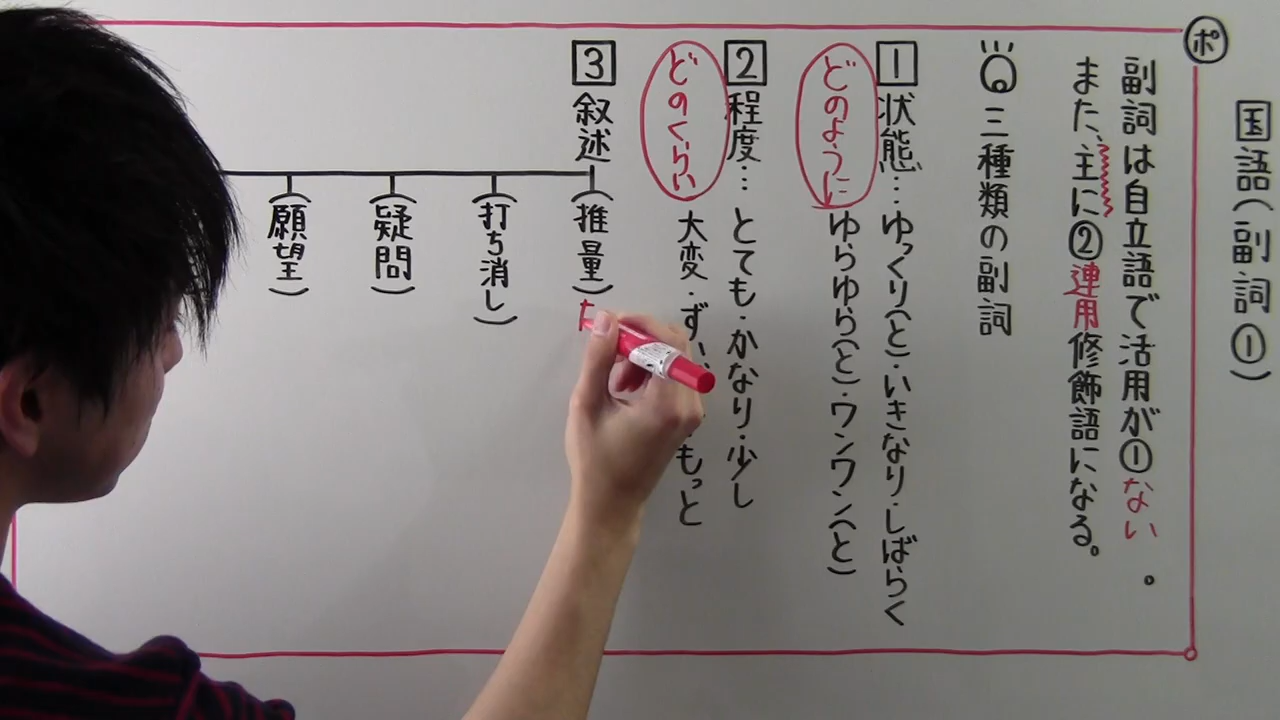 国語(副詞①)
ポ
副詞は自立語で活用が①ない。
また、主に②連用修飾語になる。
三種類の副詞
1 状態…ゆっくり(と)・いきなり・しばらく
どのように
ゆらゆら(と)・ワンワン(と)
2 程度…とても・かなり・少し
どのくらい
大変・ず もっと
3 叙述
(推量)
(打ち消し)
(疑問)
(願望)